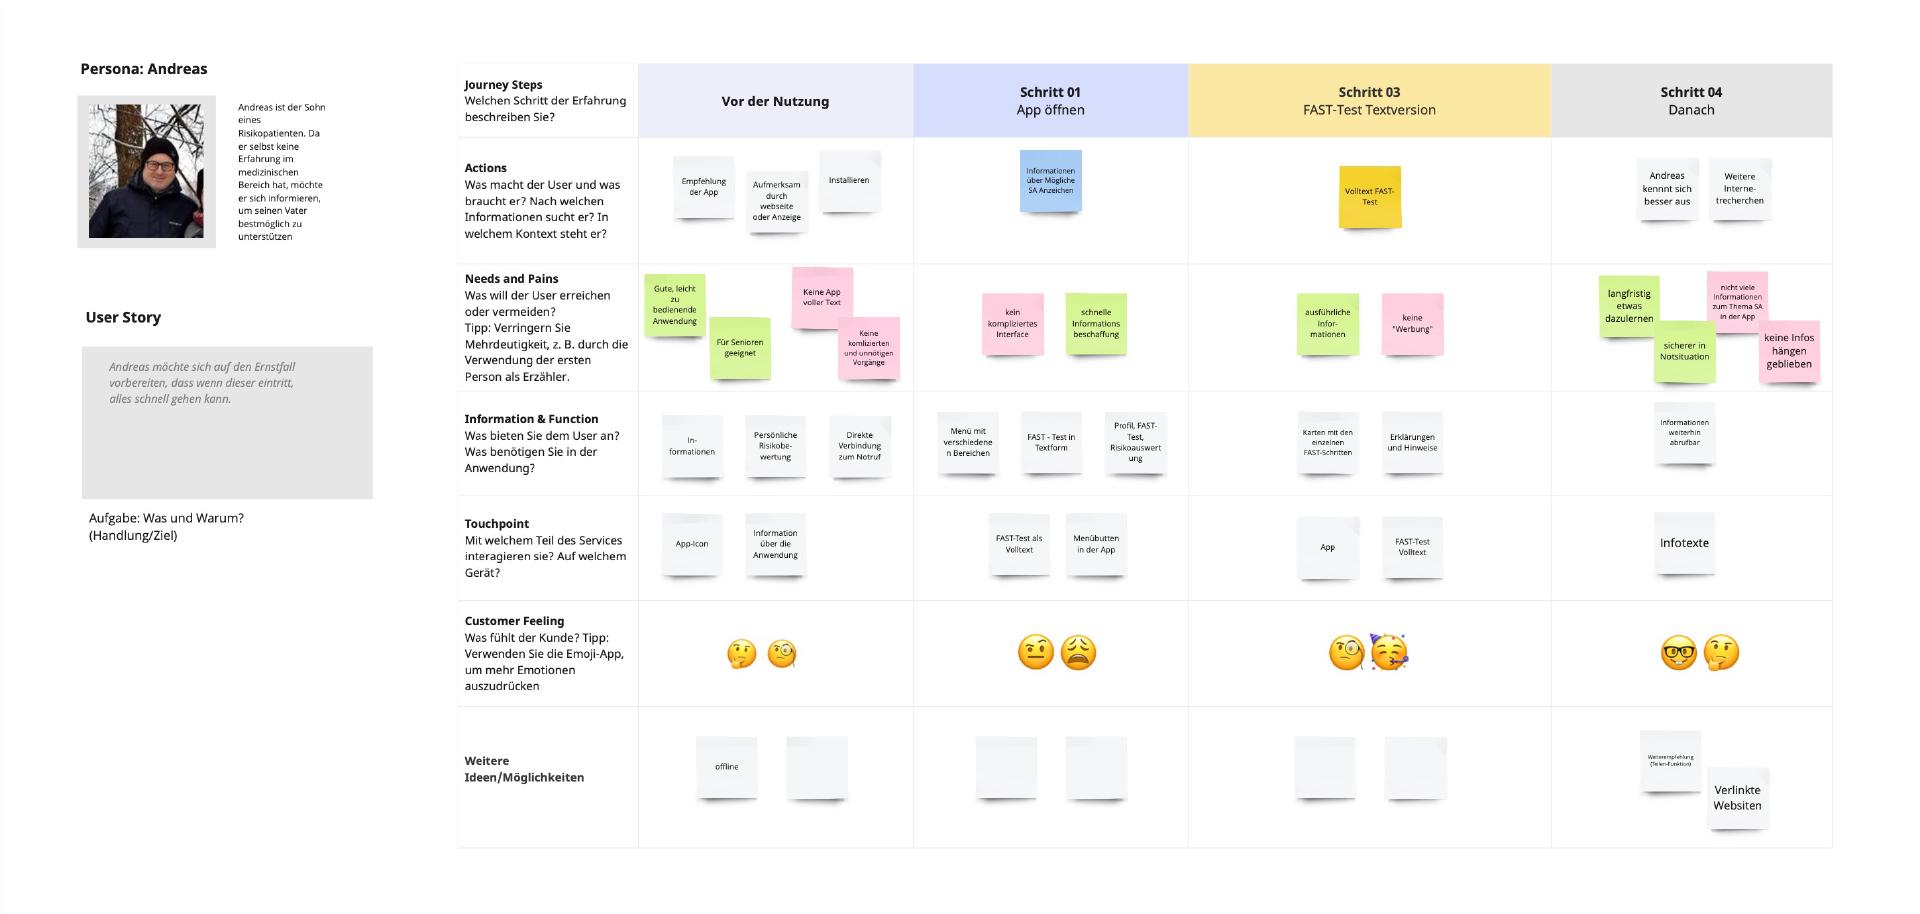 Persona: Andreas
Andreas ist der Sohn
eines
Risikopatienten. Da
er selbst keine
Erfahrung im
medizinischen
Bereich hat, möchte
er sich informieren,
um seinen Vater
bestmöglich zu
unterstützen
User Story
Andreas möchte sich auf den Ernstfall
vorbereiten, dass wenn dieser eintritt,
alles schnell gehen kann.
Aufgabe: Was und Warum?
(Handlung/Ziel)
Journey Steps
Welchen Schritt der Erfahrung
beschreiben Sie?
Vor der Nutzung
Schritt 01
App öffnen
Schritt 03
FAST-Test Textversion
Schritt 04
Danach
Actions
Was macht der User und was
braucht er? Nach welchen
Informationen sucht er? In
welchem Kontext steht er?
Empfehlung
der App
Aufmerksam
durch
webseite
oder Anzeige
Installieren
Informationen
über Mögliche
SA Anzeichen
Volltext FAST-
Test
Andreas
kennnt sich
besser aus
Weitere
Interne-
trecherchen
Needs and Pains
Was will der User erreichen
oder vermeiden?
Tipp: Verringern Sie
Mehrdeutigkeit, z. B. durch die
Verwendung der ersten
Person als Erzähler.
Gute, leicht
zu
bedienende
Anwendung
Für Senioren
geeignet
Keine App
voller Text
Keine
komlizierten
und unnötigen
Vorgänge
kein
kompliziertes
Interface
schnelle
Informations
beschaffung
ausführliche
Infor-
mationen
keine
"Werbung"
langfristig
etwas
dazulernen
sicherer in
Notsituation
nicht viele
Informationen
zum Thema SA
in der App
keine Infos
hängen
geblieben
Information & Function
Was bieten Sie dem User an?
Was benötigen Sie in der
Anwendung?
In-
formationen
Persönliche
Risikobe-
wertung
Direkte
Verbindung
zum Notruf
Menü mit
verschiedene
n Bereichen
FAST - Test in
Textform
Profil, FAST-
Test,
Risikoauswert
ung
Karten mit den
einzelnen
FAST-Schritten
Erklärungen
und Hinweise
Informationen
weiterhin
abrufbar
Touchpoint
Mit welchem Teil des Services
interagieren sie? Auf welchem
Gerät?
App-Icon
Information
über die
Anwendung
FAST-Test als
Volltext
Menübutten
in der App
App
FAST-Test
Volltext
Infotexte
Customer Feeling
Was fühlt der Kunde? Tipp:
Verwenden Sie die Emoji-App,
um mehr Emotionen
auszudrücken
Weitere
Ideen/Möglichkeiten
offline
Weiterempfehlung
(Teilen-Funktion)
Verlinkte
Websiten